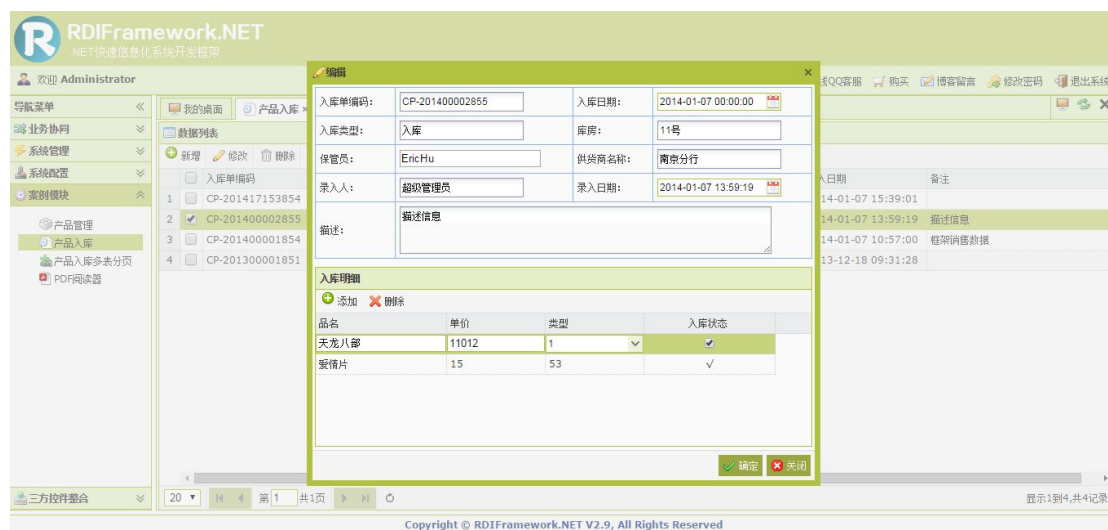 RDIFramework.NET
.NET快速信息化系统开发框架
欢迎 Administrator
QQ客服 购买 博客留言 修改密码 退出系统
导航菜单
业务协同
系统管理
系统配置
案例模块
产品管理
产品入库
产品入库多表分页
PDF阅读器
三方控件整合
我的桌面 产品入库
数据列表
新增 修改 删除
入库单编码 入日期 备注
1 CP-201417153854 14-01-07 15:39:01
2 CP-201400002855 14-01-07 13:59:19 描述信息
3 CP-201400001854 14-01-07 10:57:00 框架销售数据
4 CP-201300001851 13-12-18 09:31:28
编辑
入库单编码: CP-201400002855 入库日期: 2014-01-07 00:00:00
入库类型: 入库 库房: 11号
保管员: EricHu 供货商名称: 南京分行
录入人: 超级管理员 录入日期: 2014-01-07 13:59:19
描述: 描述信息
入库明细
添加 删除
品名 单价 类型 入库状态
天龙八部 11012 1
爱情片 15 53 √
确定 关闭
20 第 1 共1页
显示1到4,共4记录
Copyright © RDIFramework.NET V2.9, All Rights Reserved